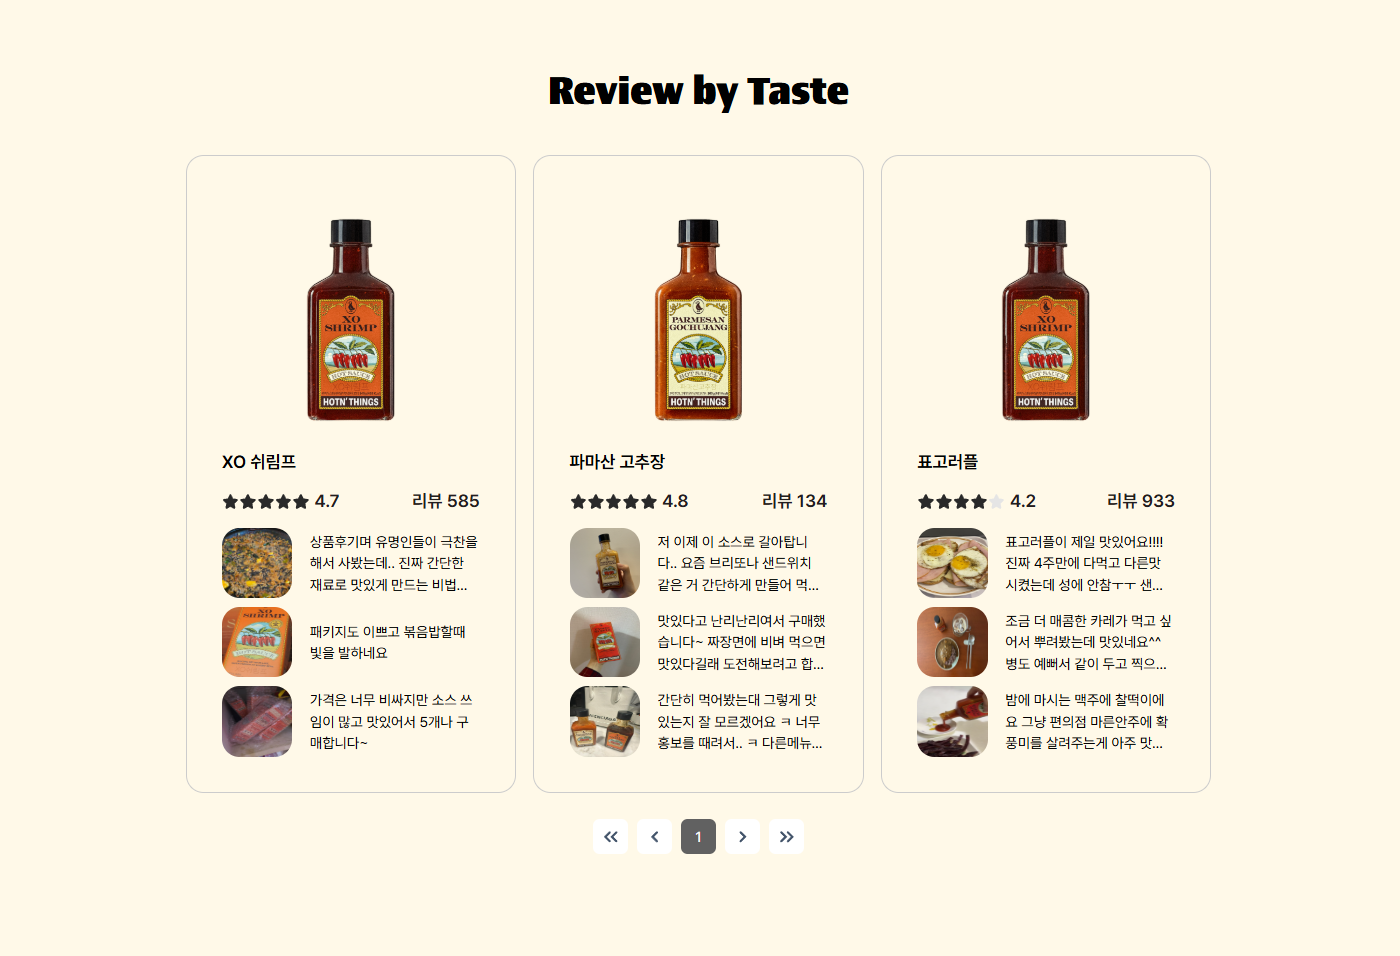 Review by Taste
XO
SHRIMP
HOT SAUCE
HOTN' THINGS
XO 쉬림프
4.7
리뷰 585
상품후기며 유명인들이 극찬을
해서 사봤는데.. 진짜 간단한
재료로 맛있게 만드는 비법...
XO
SHRIMP
HOT SAUCE
패키지도 이쁘고 볶음밥할때
빛을 발하네요
가격은 너무 비싸지만 소스 쓰
임이 많고 맛있어서 5개나 구
매합니다~
PARMESAN
GOCHUJANG
HOT SAUCE
HOTN' THINGS
파마산 고추장
4.8
리뷰 134
저 이제 이 소스로 갈아탑니
다.. 요즘 브리또나 샌드위치
같은 거 간단하게 만들어 먹...
맛있다고 난리난리여서 구매했
습니다~ 짜장면에 비벼 먹으면
맛있다길래 도전해보려고 합...
간단히 먹어봤는대 그렇게 맛
있는지 잘 모르겠어요 ㅋ 너무
홍보를 때려서.. ㅋ 다른메뉴...
XO
SHRIMP
HOT SAUCE
HOTN' THINGS
표고러플
4.2
리뷰 933
표고러플이 제일 맛있어요!!!!
진짜 4주만에 다먹고 다른맛
시켰는데 성에 안참ㅜㅜ 샌...
조금 더 매콤한 카레가 먹고 싶
어서 뿌려봤는데 맛있네요^^
병도 예뻐서 같이 두고 찍으...
밤에 마시는 맥주에 찰떡이에
요 그냥 편의점 마른안주에 확
풍미를 살려주는게 아주 맛...
1